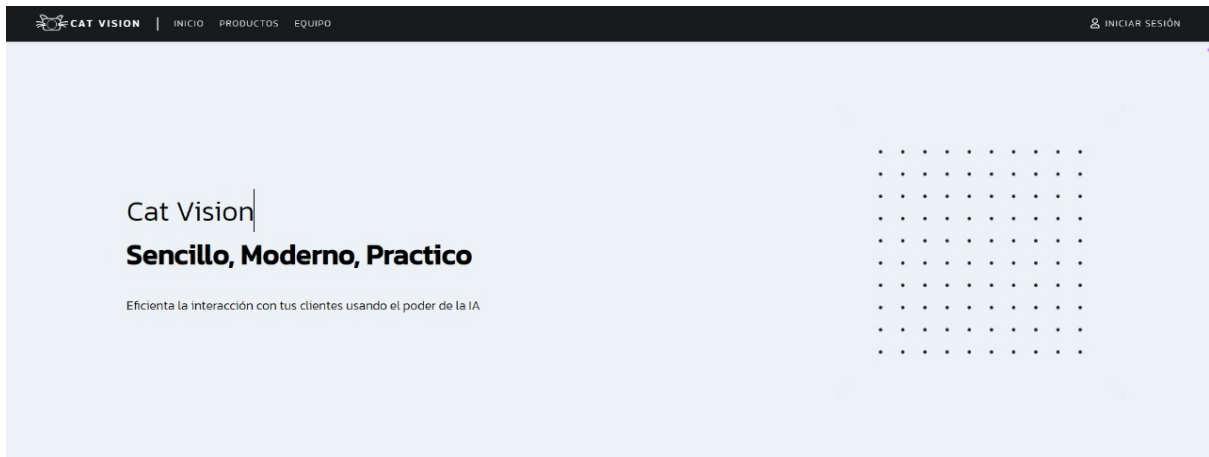 CAT VISION | INICIO PRODUCTOS EQUIPO INICIAR SESIÓN
Cat Vision
Sencillo, Moderno, Practico
Eficienta la interacción con tus clientes usando el poder de la IA